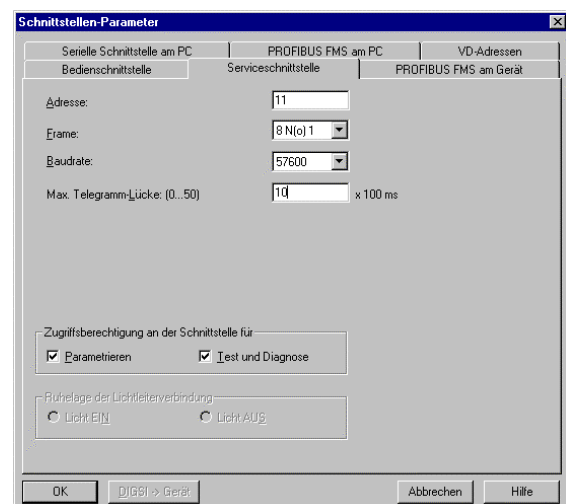 Schnittstellen-Parameter
Serielle Schnittstelle am PC PROFIBUS FMS am PC VD-Adressen
Bedienschnittstelle Serviceschnittstelle PROFIBUS FMS am Gerät
Adresse: 11
Frame: 8 N(o) 1
Baudrate: 57600
Max. Telegramm-Lücke: (0...50) 10 x 100 ms
Zugriffsberechtigung an der Schnittstelle für
Parametrieren Test und Diagnose
Ruhelage der Lichtleiterverbindung
Licht EIN Licht AUS
OK DIGSI -> Gerät Abbrechen Hilfe